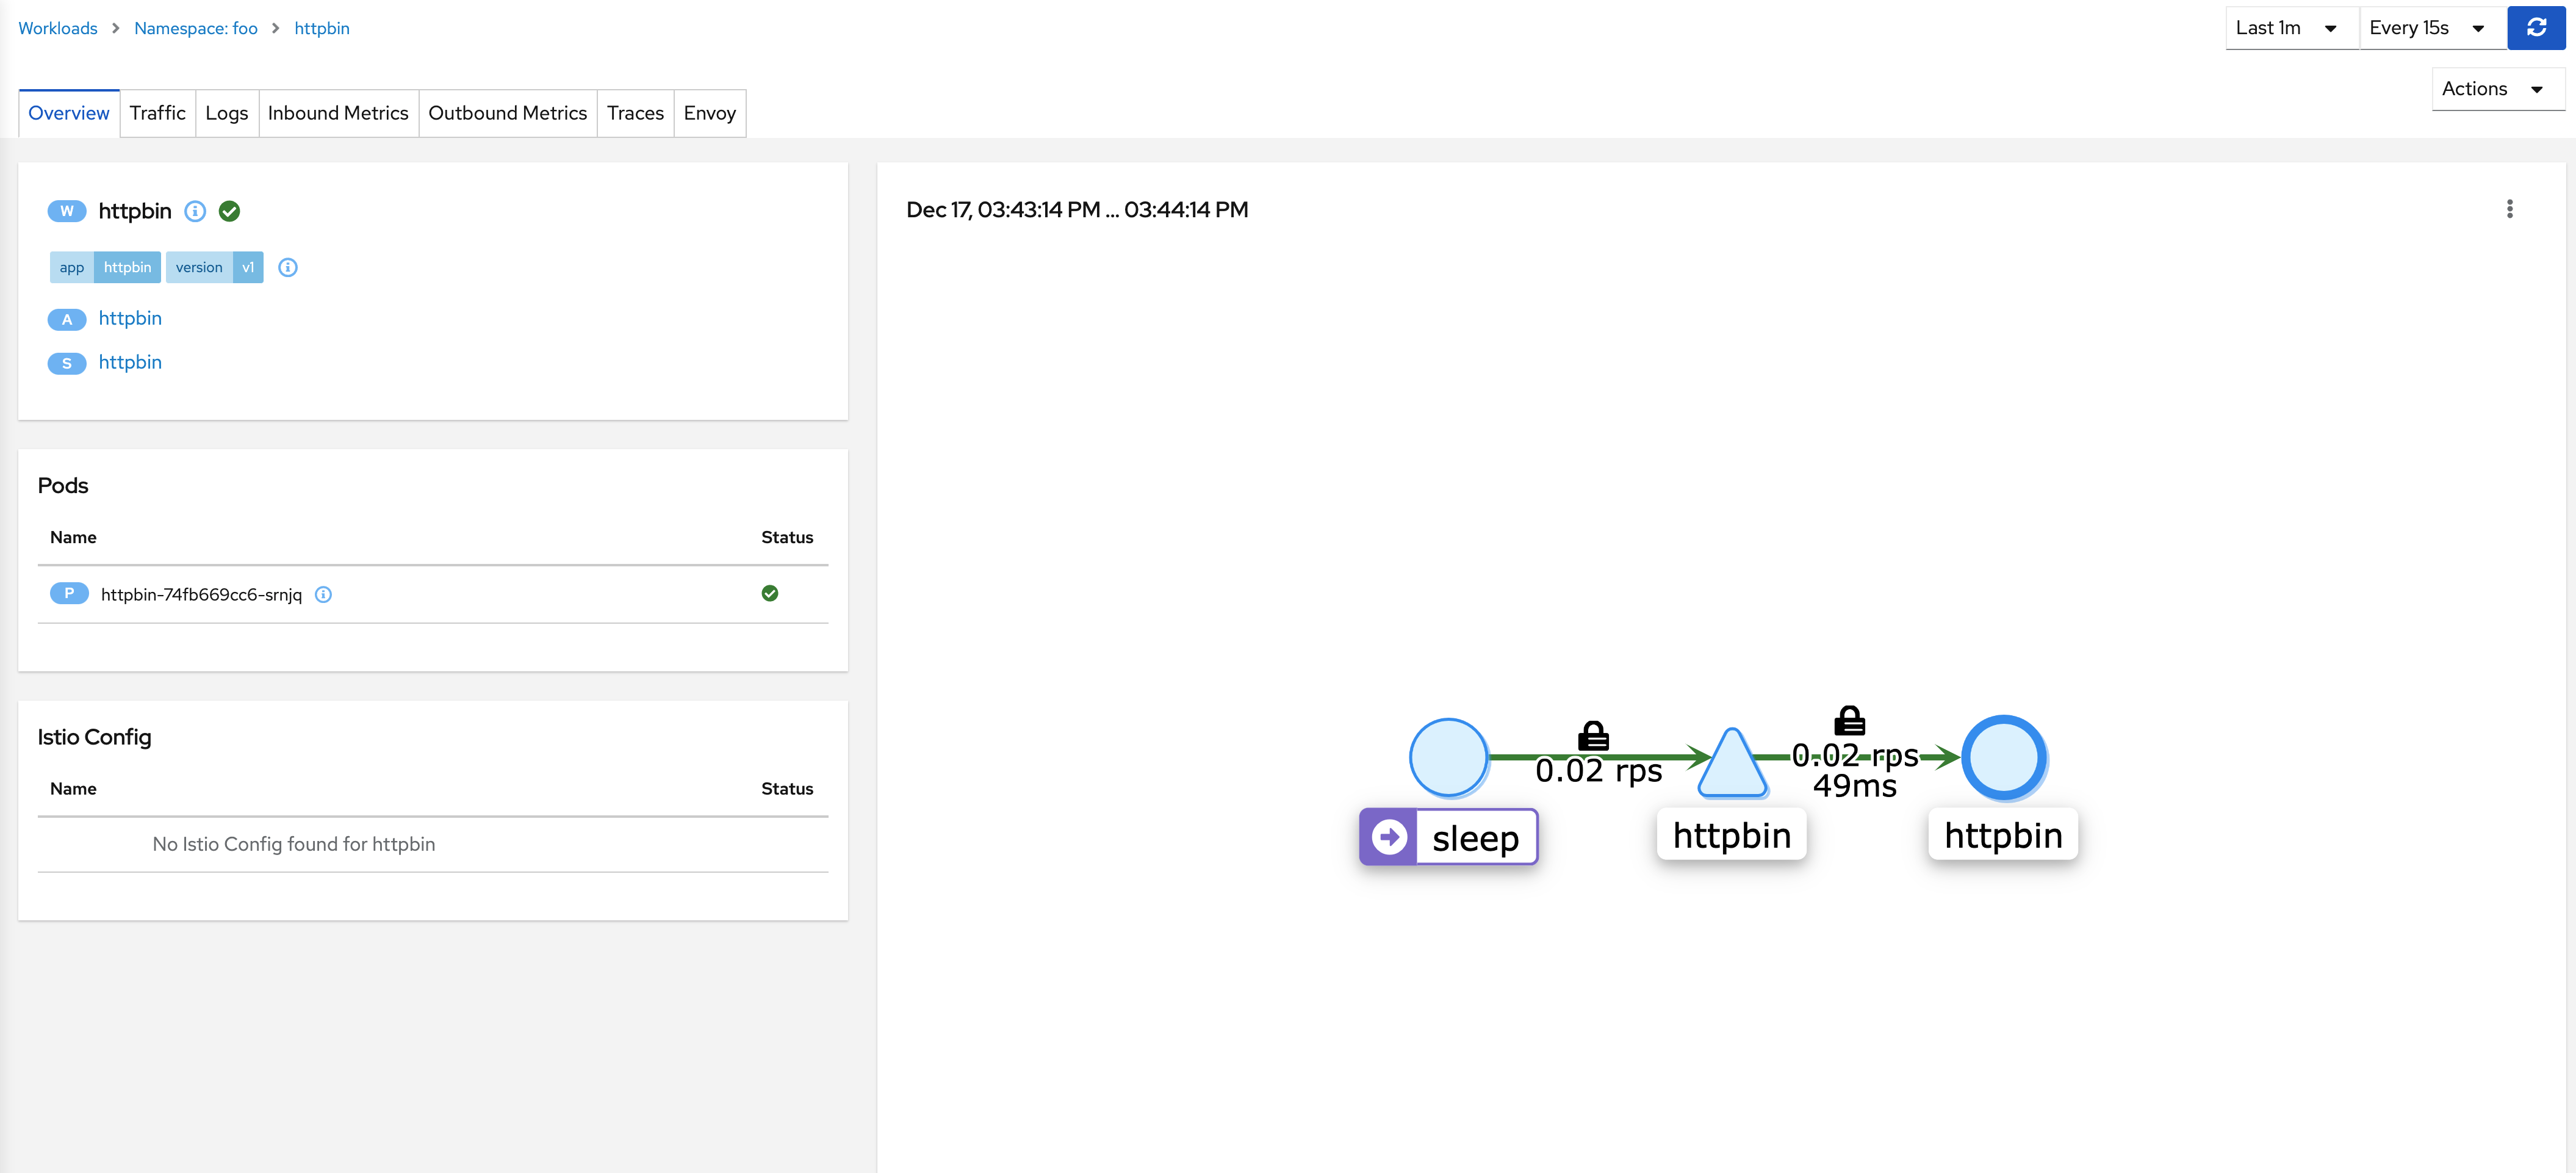 Workloads > Namespace: foo > httpbin
Last 1m Every 15s
Actions
Overview Traffic Logs Inbound Metrics Outbound Metrics Traces Envoy
W httpbin
app httpbin version v1
A httpbin
S httpbin
Pods
Name Status
P httpbin-74fb669cc6-srnjq
Istio Config
Name Status
No Istio Config found for httpbin
Dec 17, 03:43:14 PM ... 03:44:14 PM
0.02 rps
0.02 rps
49ms
sleep
httpbin
httpbin